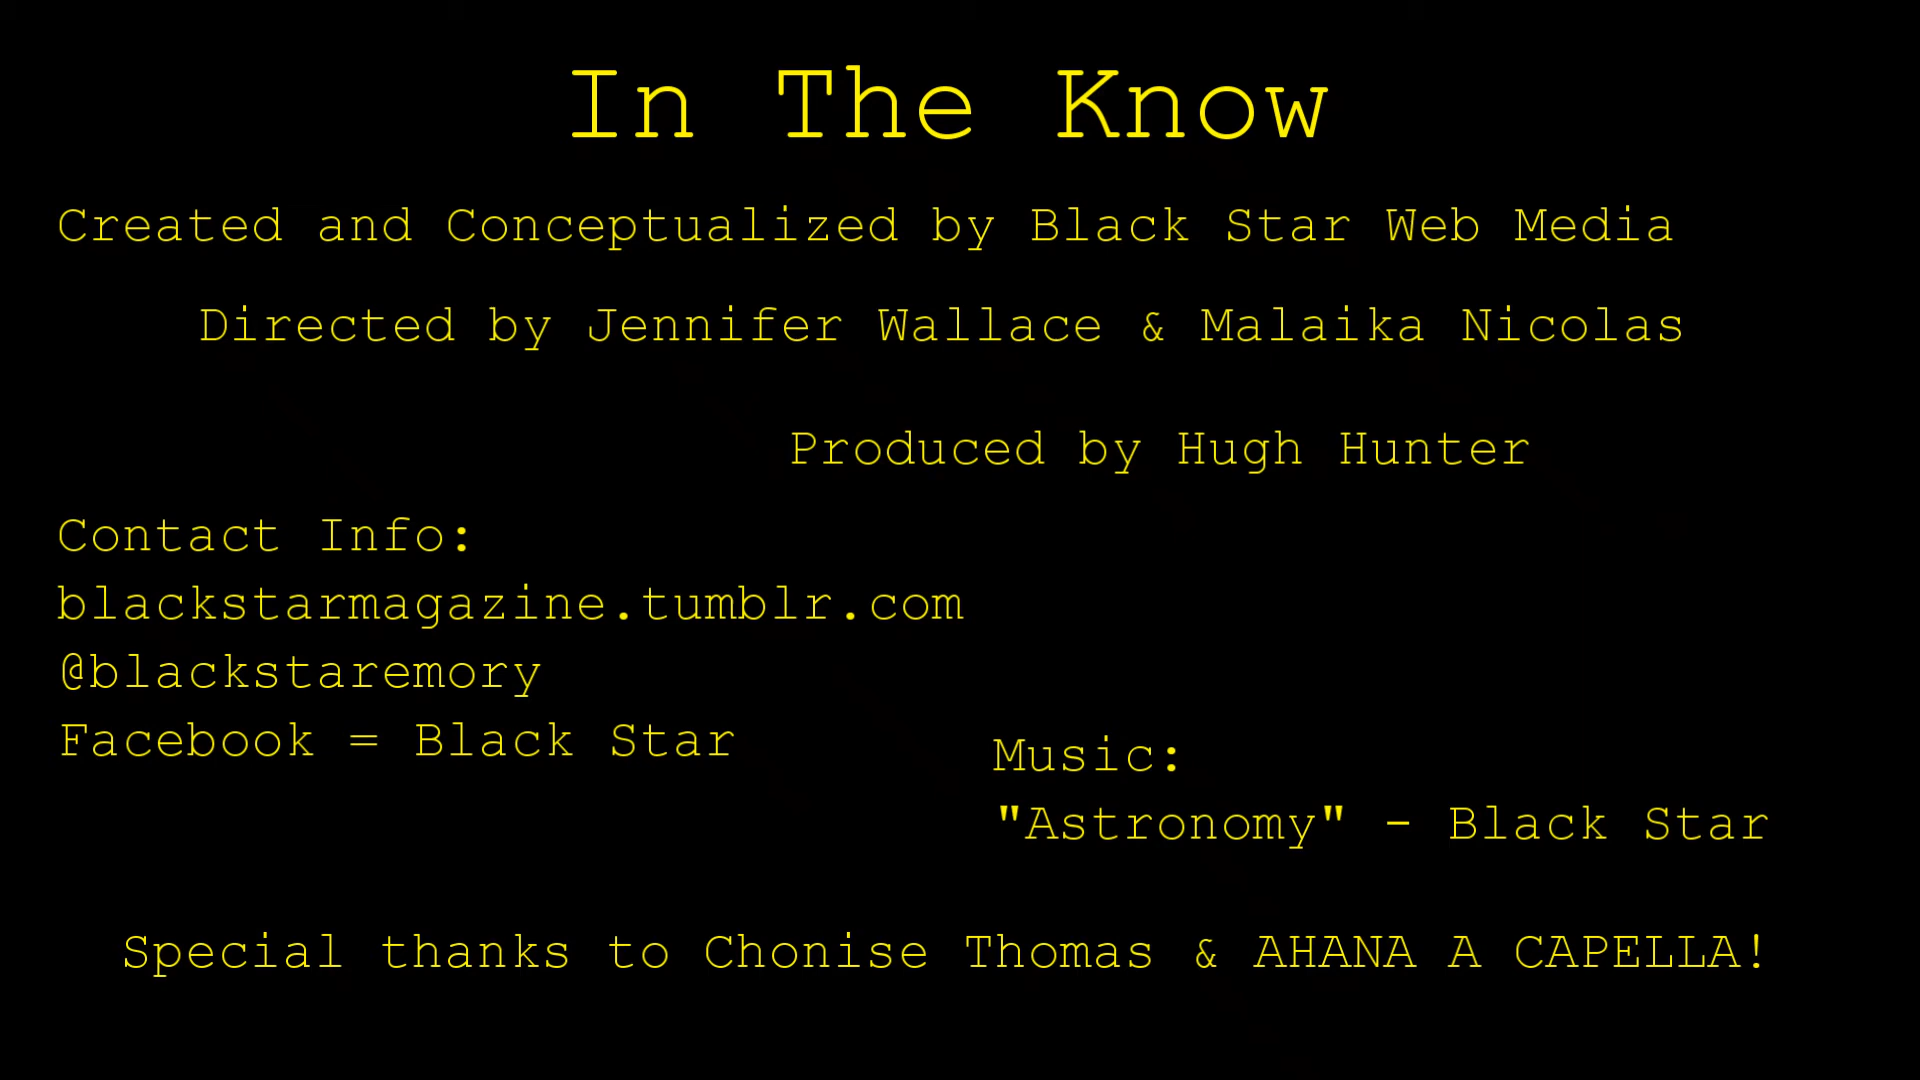 In The Know
Created and Conceptualized by Black Star Web Media
Directed by Jennifer Wallace & Malaika Nicolas
Produced by Hugh Hunter
Contact Info:
blackstarmagazine.tumblr.com
@blackstaremory
Facebook = Black Star
Music:
"Astronomy" - Black Star
Special thanks to Chonise Thomas & AHANA A CAPELLA!